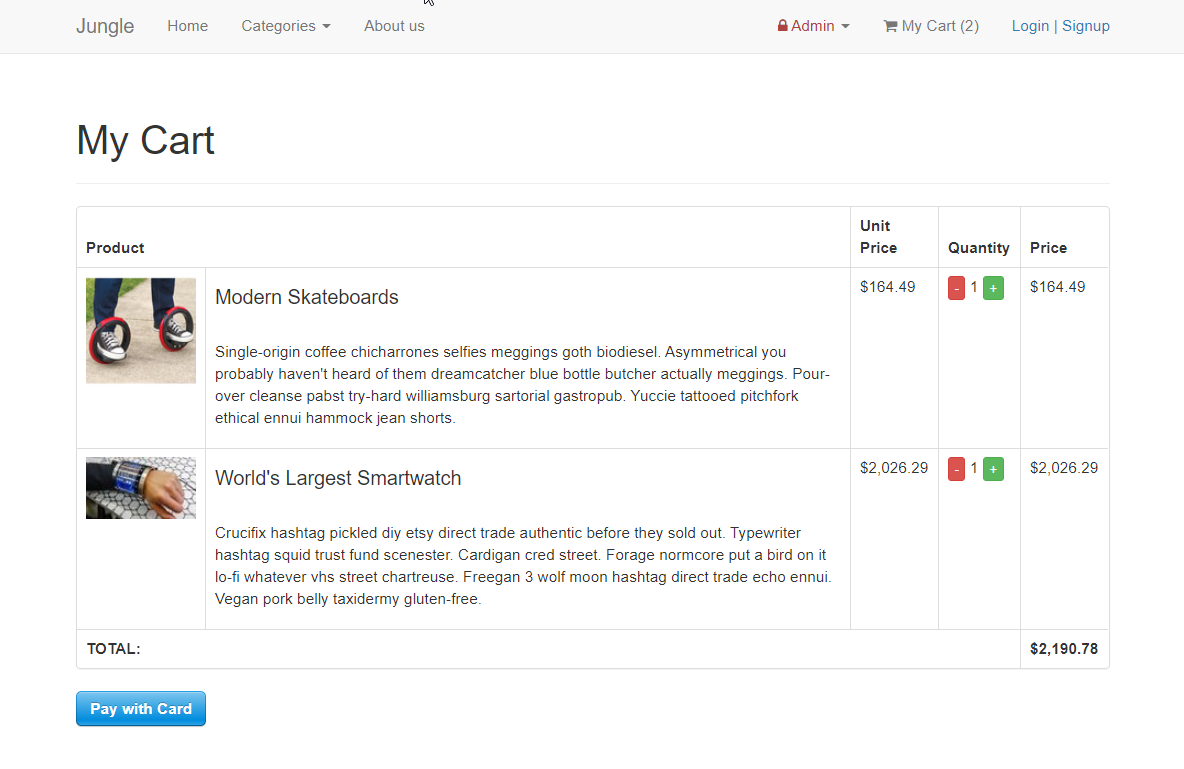 Jungle Home Categories About us Admin My Cart (2) Login | Signup
My Cart
Product Unit Price Quantity Price
Modern Skateboards $164.49 - 1 + $164.49
Single-origin coffee chicharrones selfies meggings goth biodiesel. Asymmetrical you
probably haven't heard of them dreamcatcher blue bottle butcher actually meggings. Pour-
over cleanse pabst try-hard williamsburg sartorial gastropub. Yuccie tattooed pitchfork
ethical ennui hammock jean shorts.
World's Largest Smartwatch $2,026.29 - 1 + $2,026.29
Crucifix hashtag pickled diy etsy direct trade authentic before they sold out. Typewriter
hashtag squid trust fund scenester. Cardigan cred street. Forage normcore put a bird on it
lo-fi whatever vhs street chartreuse. Freegan 3 wolf moon hashtag direct trade echo ennui.
Vegan pork belly taxidermy gluten-free.
TOTAL: $2,190.78
Pay with Card